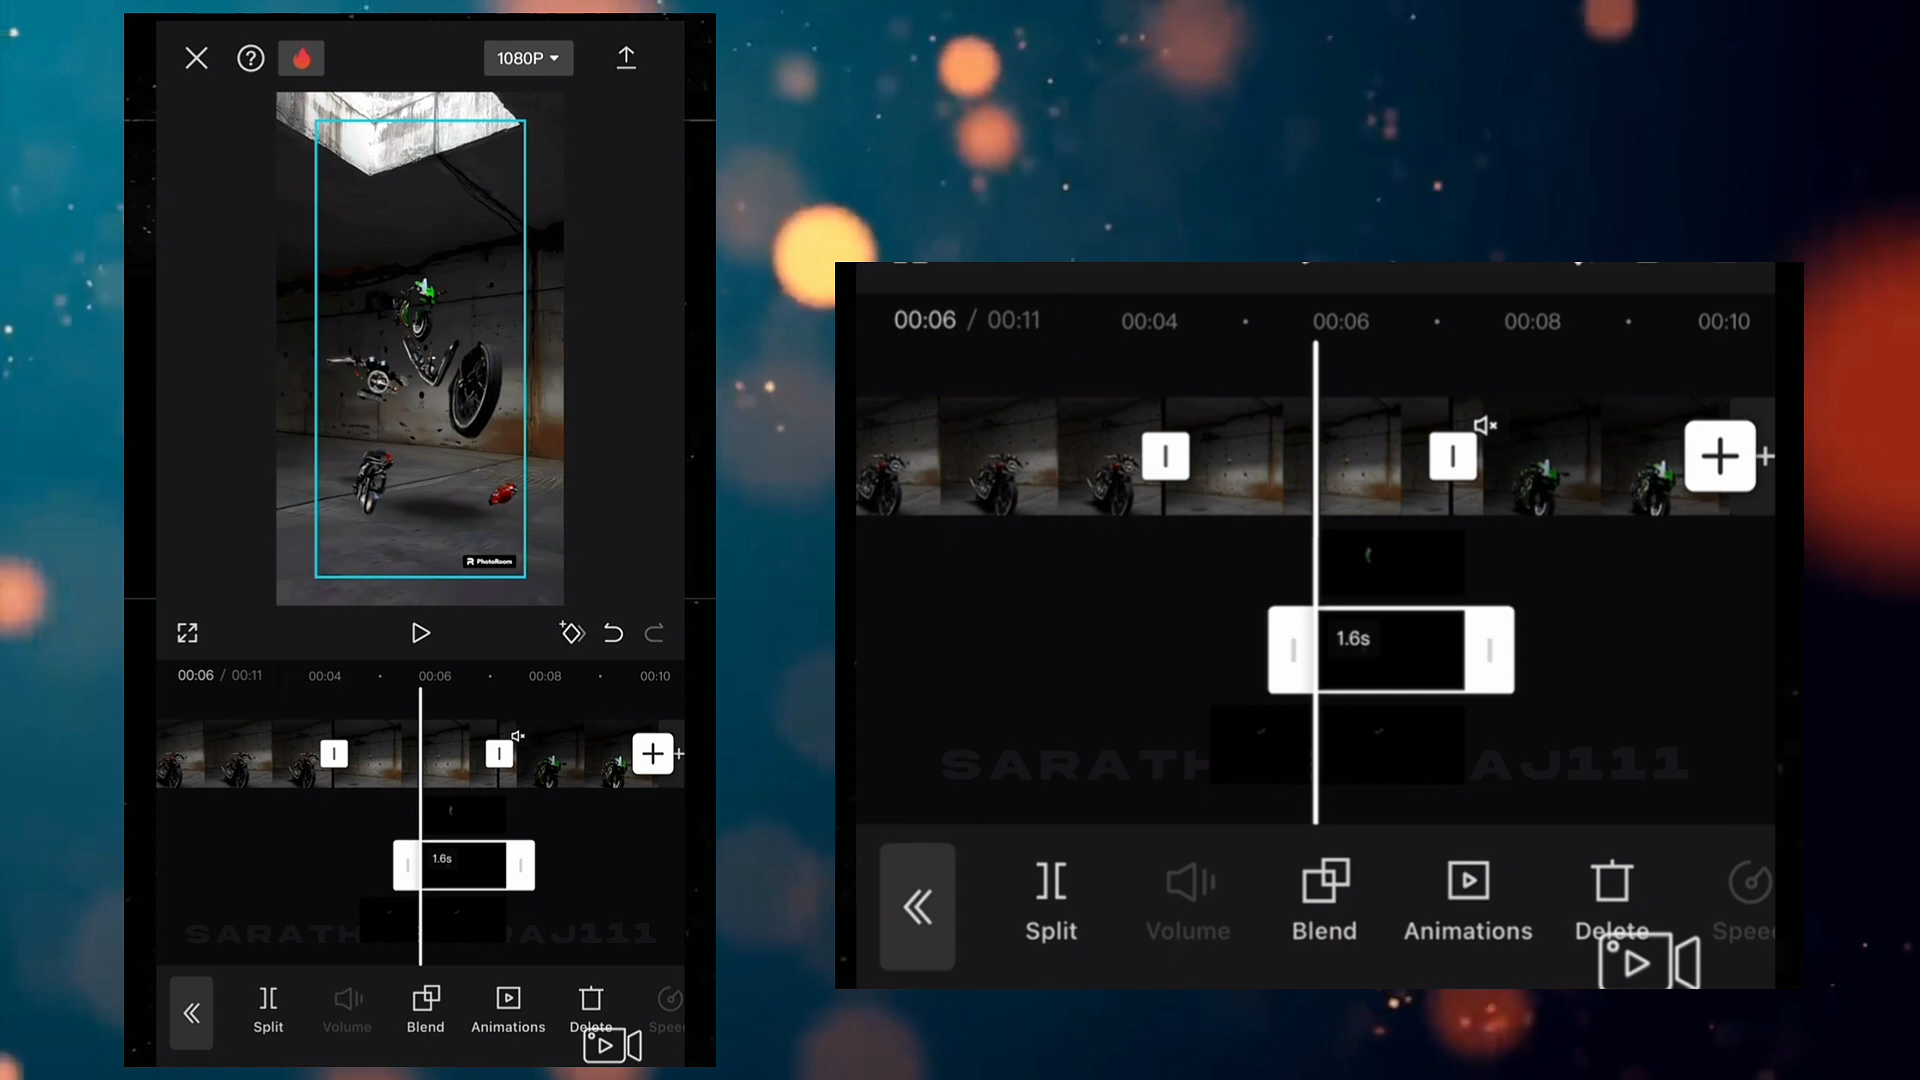 1080P
PhotoRoom
00:06 / 00:11 00:04 00:06 00:08 00:10
1.6s
Split Volume Blend Animations Delete Spee
00:06 / 00:11 00:04 00:06 00:08 00:10
1.6s
Split Volume Blend Animations Delete Spee